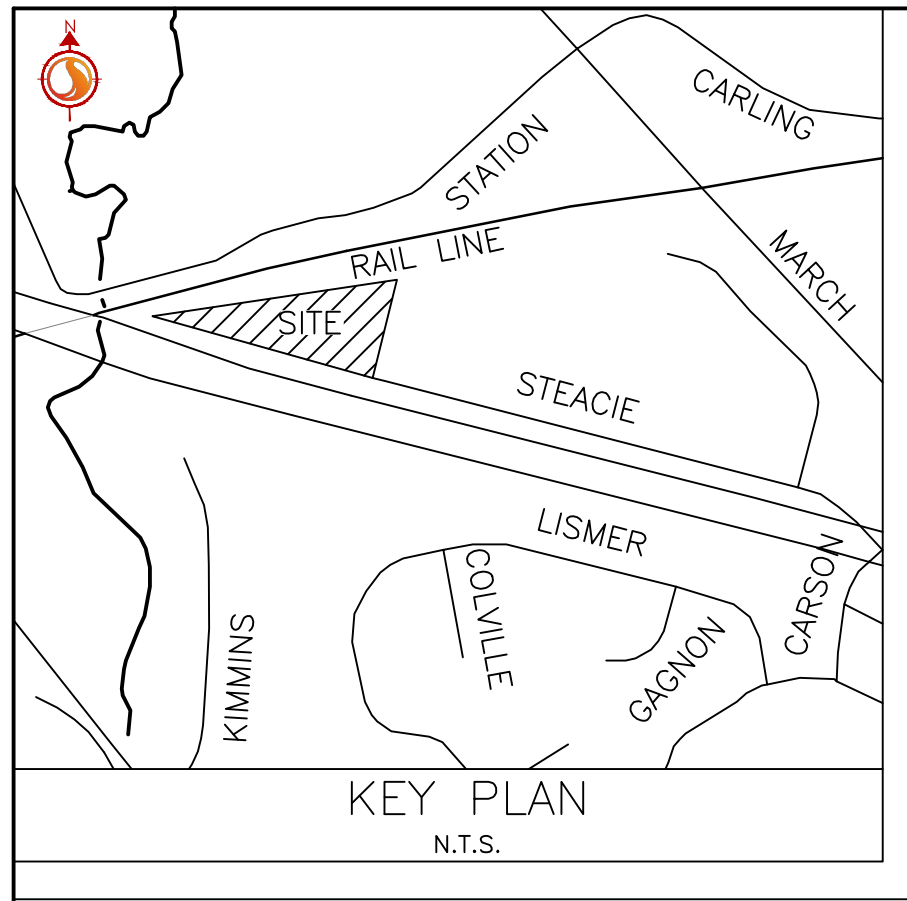 N
CARLING
STATION
MARCH
RAIL LINE
SITE
STEACIE
LISMER
COLVILLE
CARSON
KIMMINS
GAGNON
KEY PLAN
N.T.S.